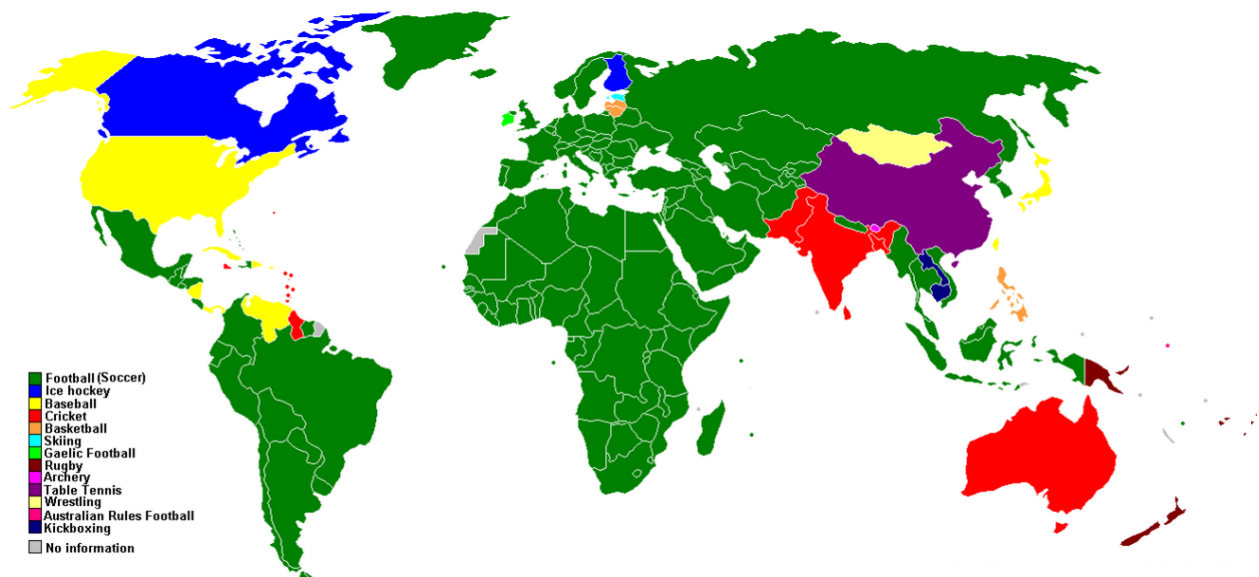 Football (Soccer)
Ice hockey
Baseball
Cricket
Basketball
Skiing
Gaelic Football
Rugby
Archery
Table Tennis
Wrestling
Australian Rules Football
Kickboxing
No information